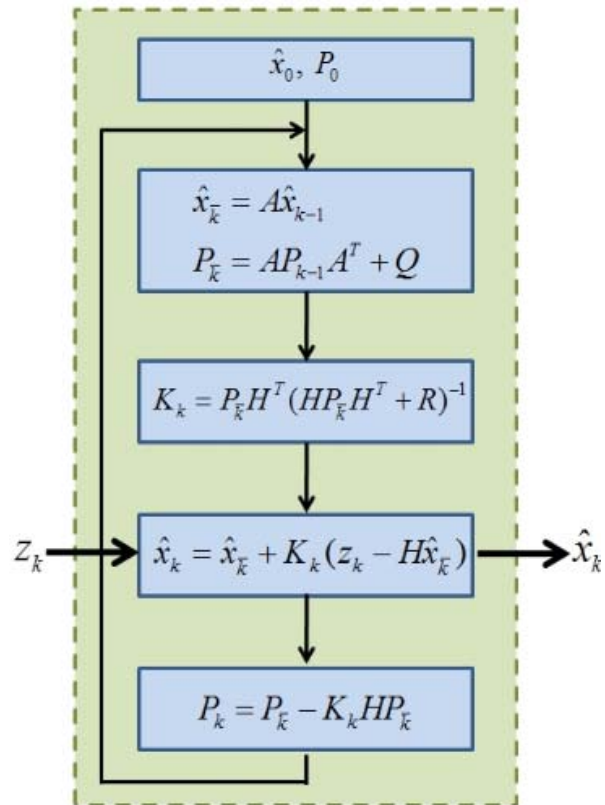 x̂₀, P₀
x̂_k̄ = Ax̂_{k−1}
P_k̄ = AP_{k−1}A^T + Q
K_k = P_k̄H^T(HP_k̄H^T + R)^{−1}
z_k
x̂_k = x̂_k̄ + K_k(z_k − Hx̂_k̄)
x̂_k
P_k = P_k̄ − K_kHP_k̄